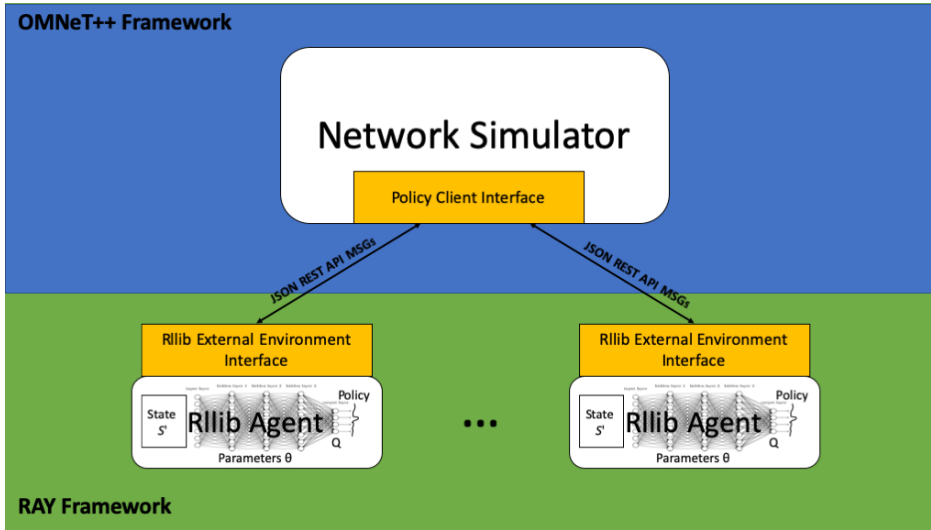 OMNeT++ Framework
Network Simulator
Policy Client Interface
JSON REST API MSGs
JSON REST API MSGs
Rllib External Environment
Interface
Rllib External Environment
Interface
State
S'
Rllib Agent
Policy
Q
Parameters θ
...
State
S'
Rllib Agent
Policy
Q
Parameters θ
RAY Framework